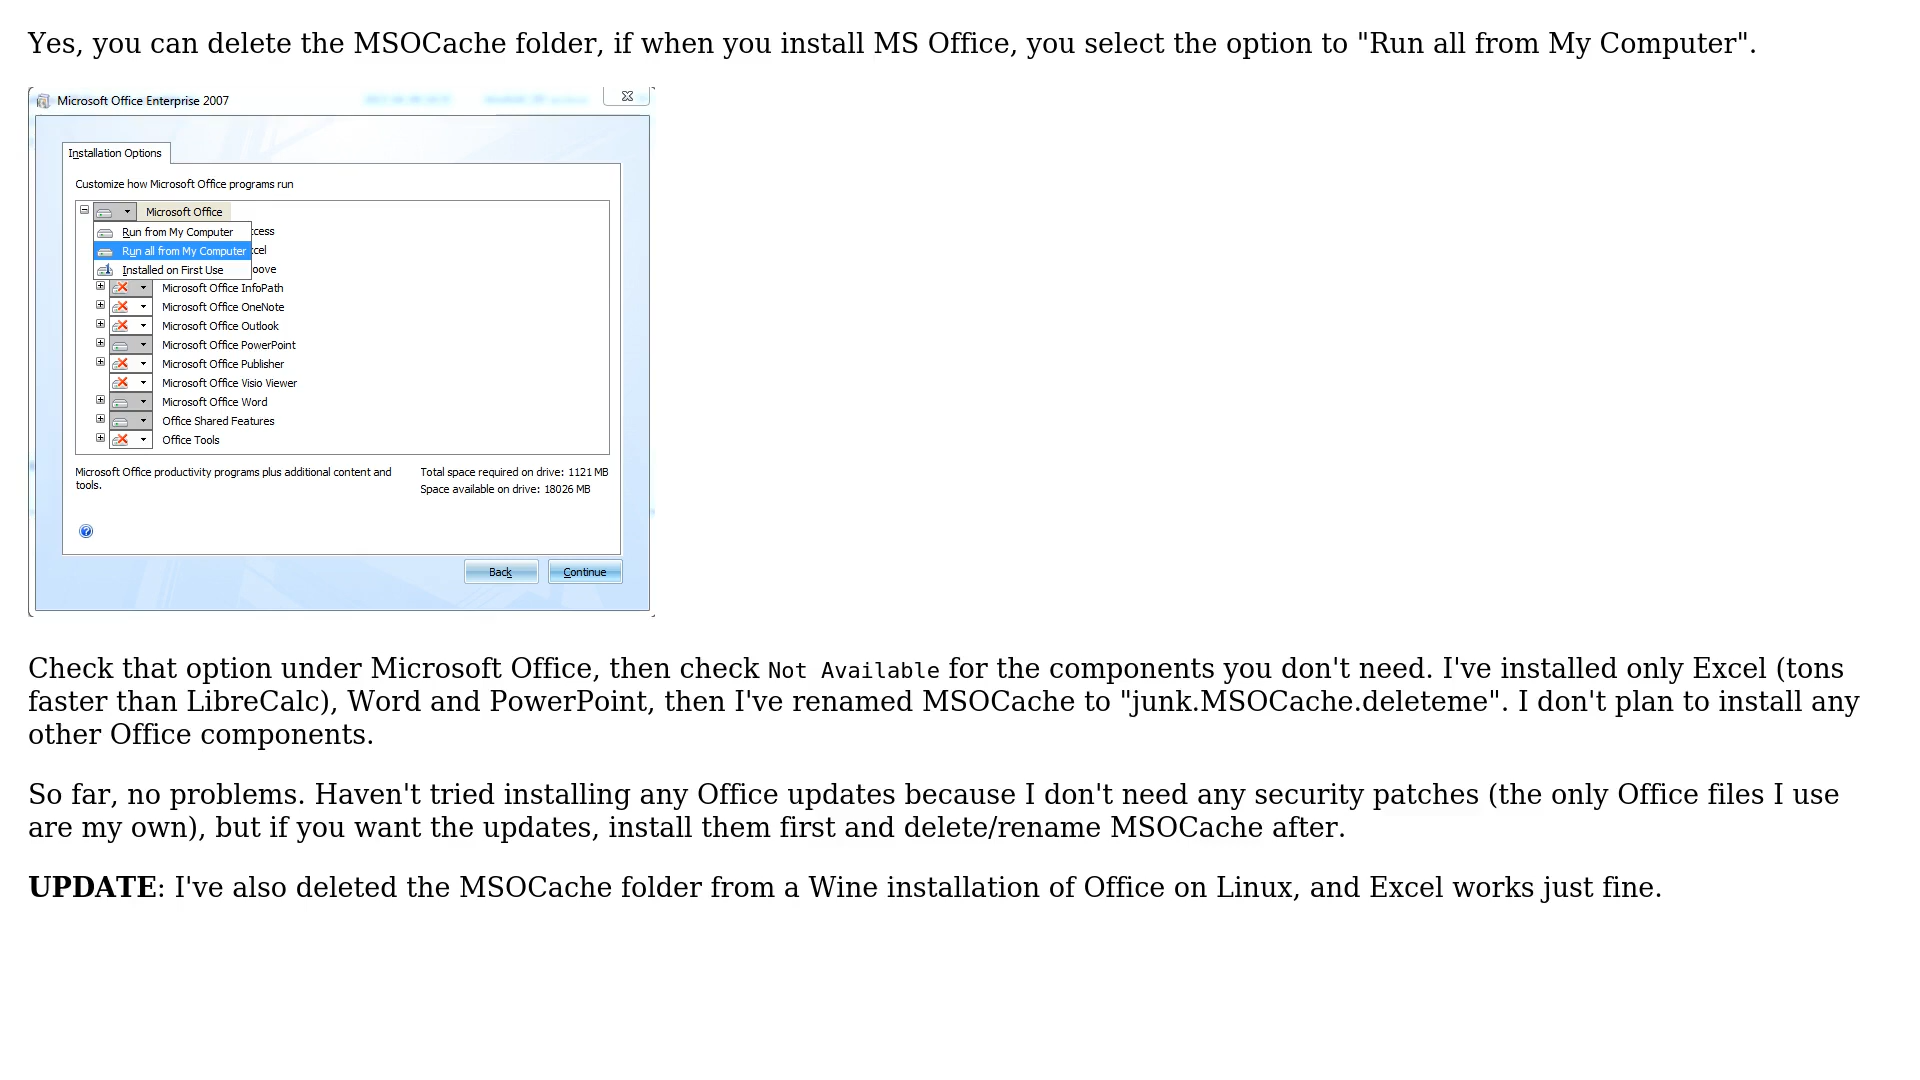 Yes, you can delete the MSOCache folder, if when you install MS Office, you select the option to "Run all from My Computer".
Microsoft Office Enterprise 2007
Installation Options
Customize how Microsoft Office programs run
Microsoft Office
Run from My Computer
ccess
Run all from My Computer
xcel
Installed on First Use
oove
Microsoft Office InfoPath
Microsoft Office OneNote
Microsoft Office Outlook
Microsoft Office PowerPoint
Microsoft Office Publisher
Microsoft Office Visio Viewer
Microsoft Office Word
Office Shared Features
Office Tools
Microsoft Office productivity programs plus additional content and
tools.
Total space required on drive: 1121 MB
Space available on drive: 18026 MB
Back
Continue
Check that option under Microsoft Office, then check Not Available for the components you don't need. I've installed only Excel (tons
faster than LibreCalc), Word and PowerPoint, then I've renamed MSOCache to "junk.MSOCache.deleteme". I don't plan to install any
other Office components.
So far, no problems. Haven't tried installing any Office updates because I don't need any security patches (the only Office files I use
are my own), but if you want the updates, install them first and delete/rename MSOCache after.
UPDATE: I've also deleted the MSOCache folder from a Wine installation of Office on Linux, and Excel works just fine.